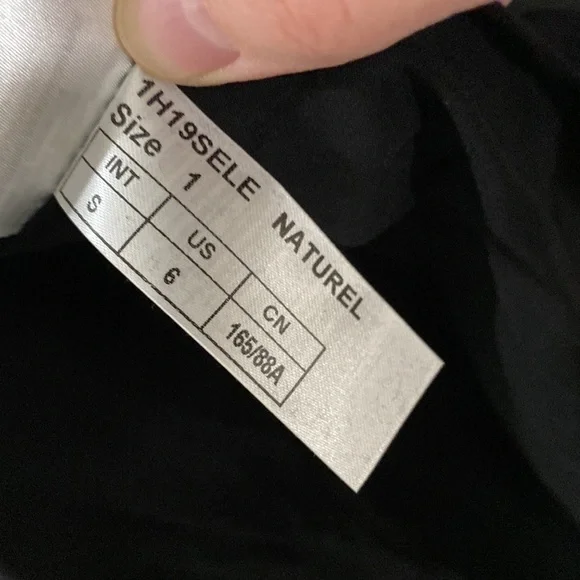 1H19SELE NATUREL
Size 1
INT US CN
S 6 165/88A